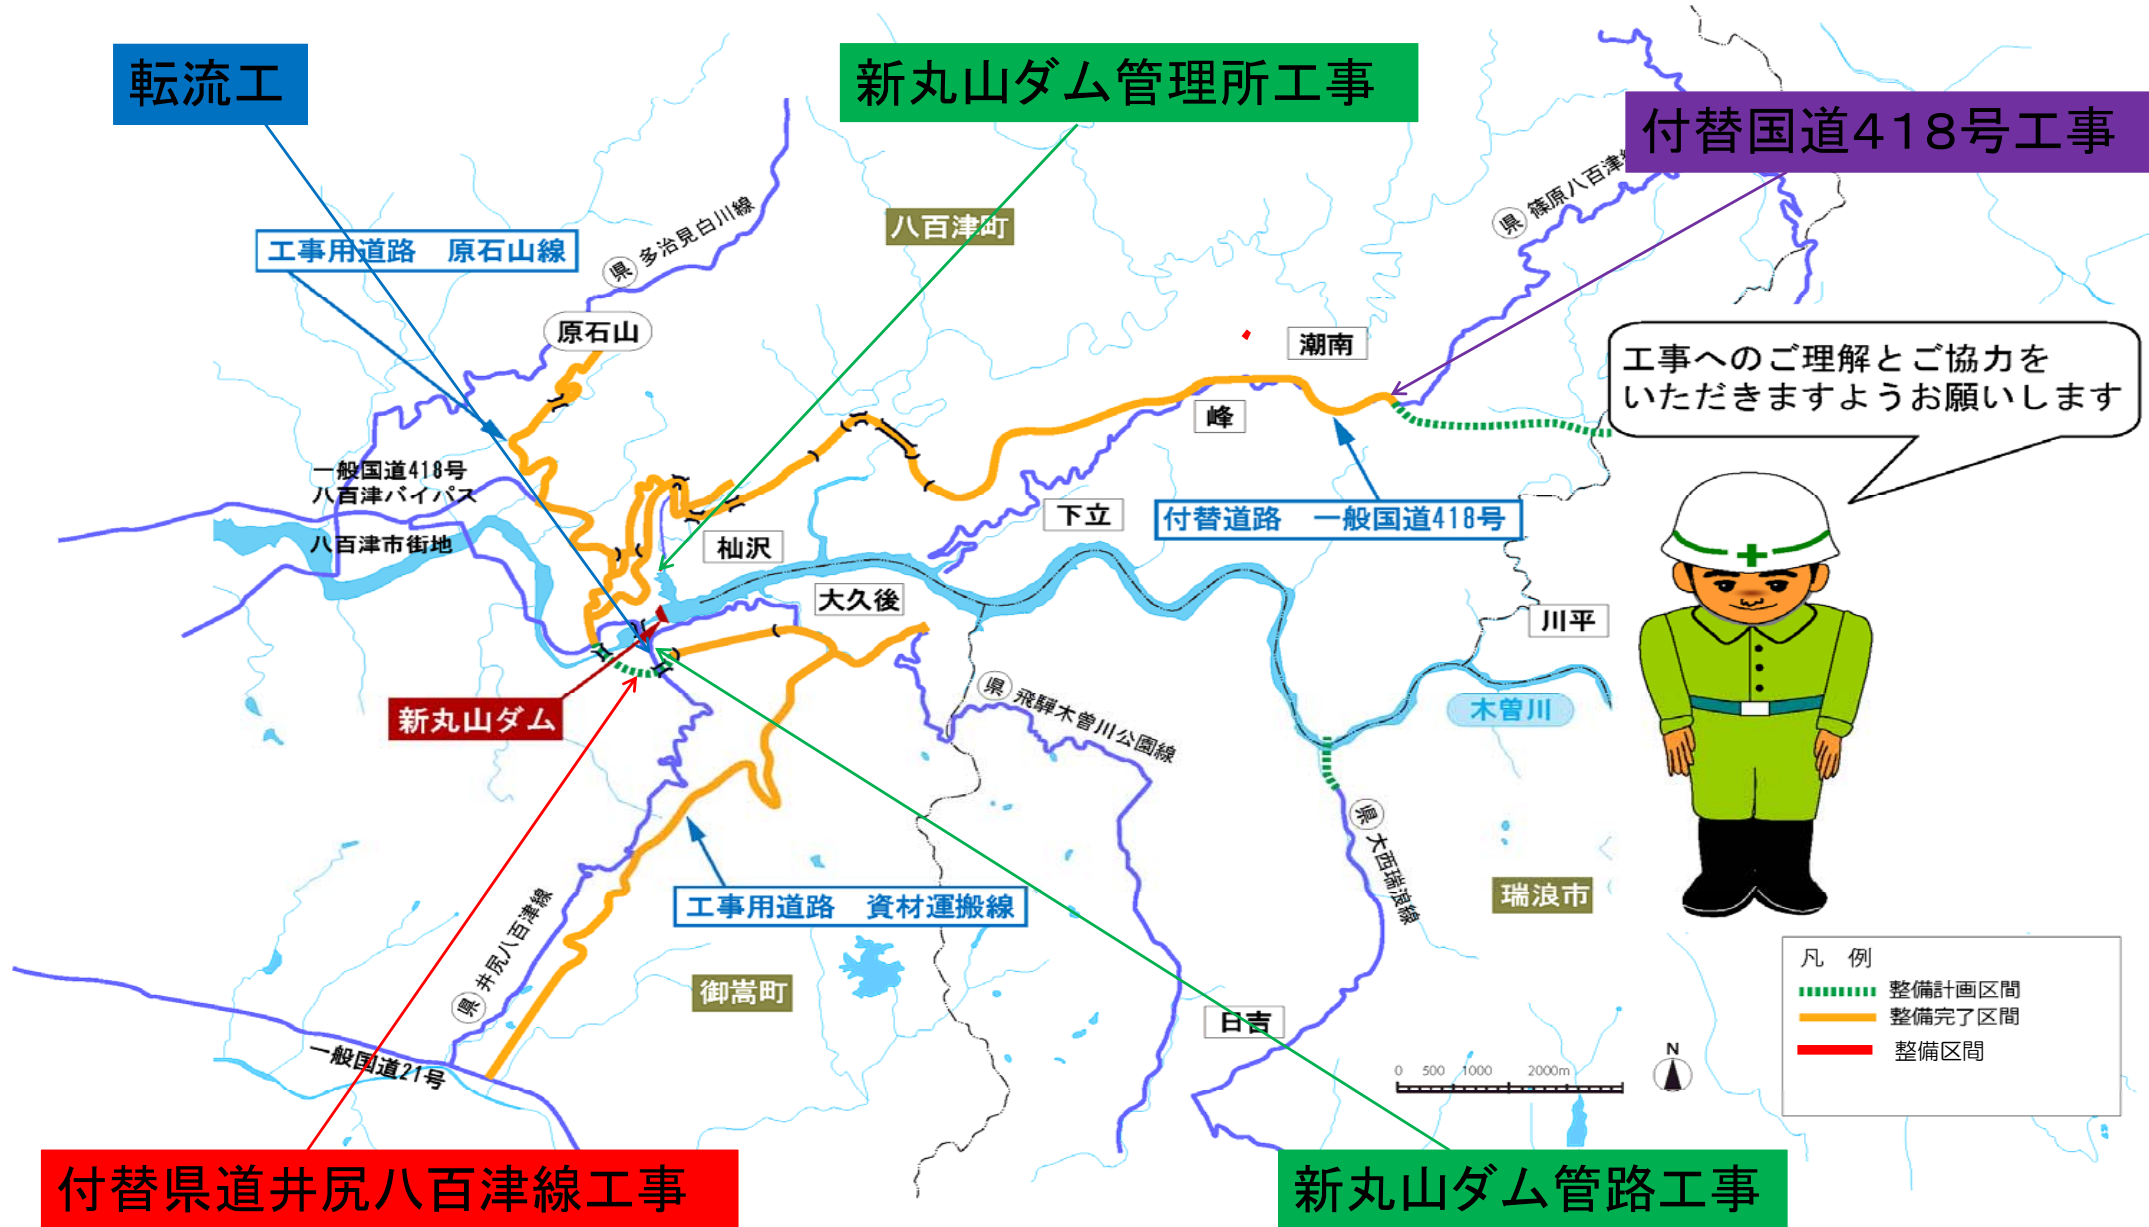 転流工
新丸山ダム管理所工事
付替国道418号工事
県 篠原八百津
八百津町
県 多治見白川線
工事用道路 原石山線
原石山
潮南
工事へのご理解とご協力を
いただきますようお願いします
峰
一般国道418号
八百津バイパス
下立
付替道路 一般国道418号
八百津市街地
杣沢
大久後
川平
県 飛騨木曽川公園線
木曽川
新丸山ダム
県 大西瑞浪線
瑞浪市
工事用道路 資材運搬線
県 井尻八百津線
御嵩町
日吉
凡 例
整備計画区間
整備完了区間
整備区間
一般国道21号
0 500 1000 2000m
N
付替県道井尻八百津線工事
新丸山ダム管路工事